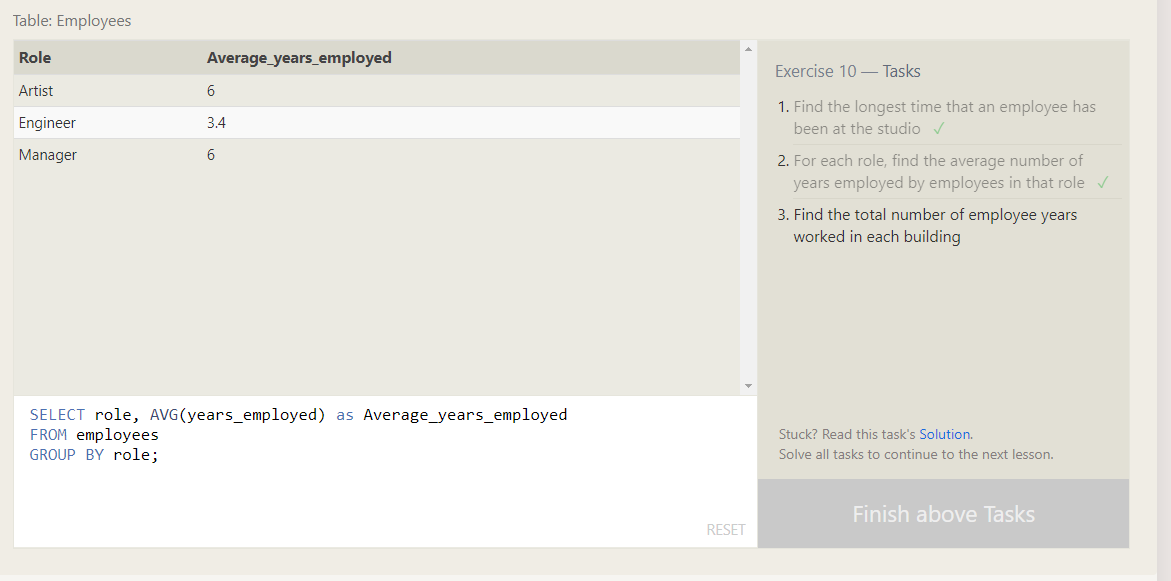 Table: Employees
Role Average_years_employed
Artist 6
Engineer 3.4
Manager 6
SELECT role, AVG(years_employed) as Average_years_employed
FROM employees
GROUP BY role;
RESET
Exercise 10 — Tasks
1. Find the longest time that an employee has
been at the studio ✓
2. For each role, find the average number of
years employed by employees in that role ✓
3. Find the total number of employee years
worked in each building
Stuck? Read this task's Solution.
Solve all tasks to continue to the next lesson.
Finish above Tasks